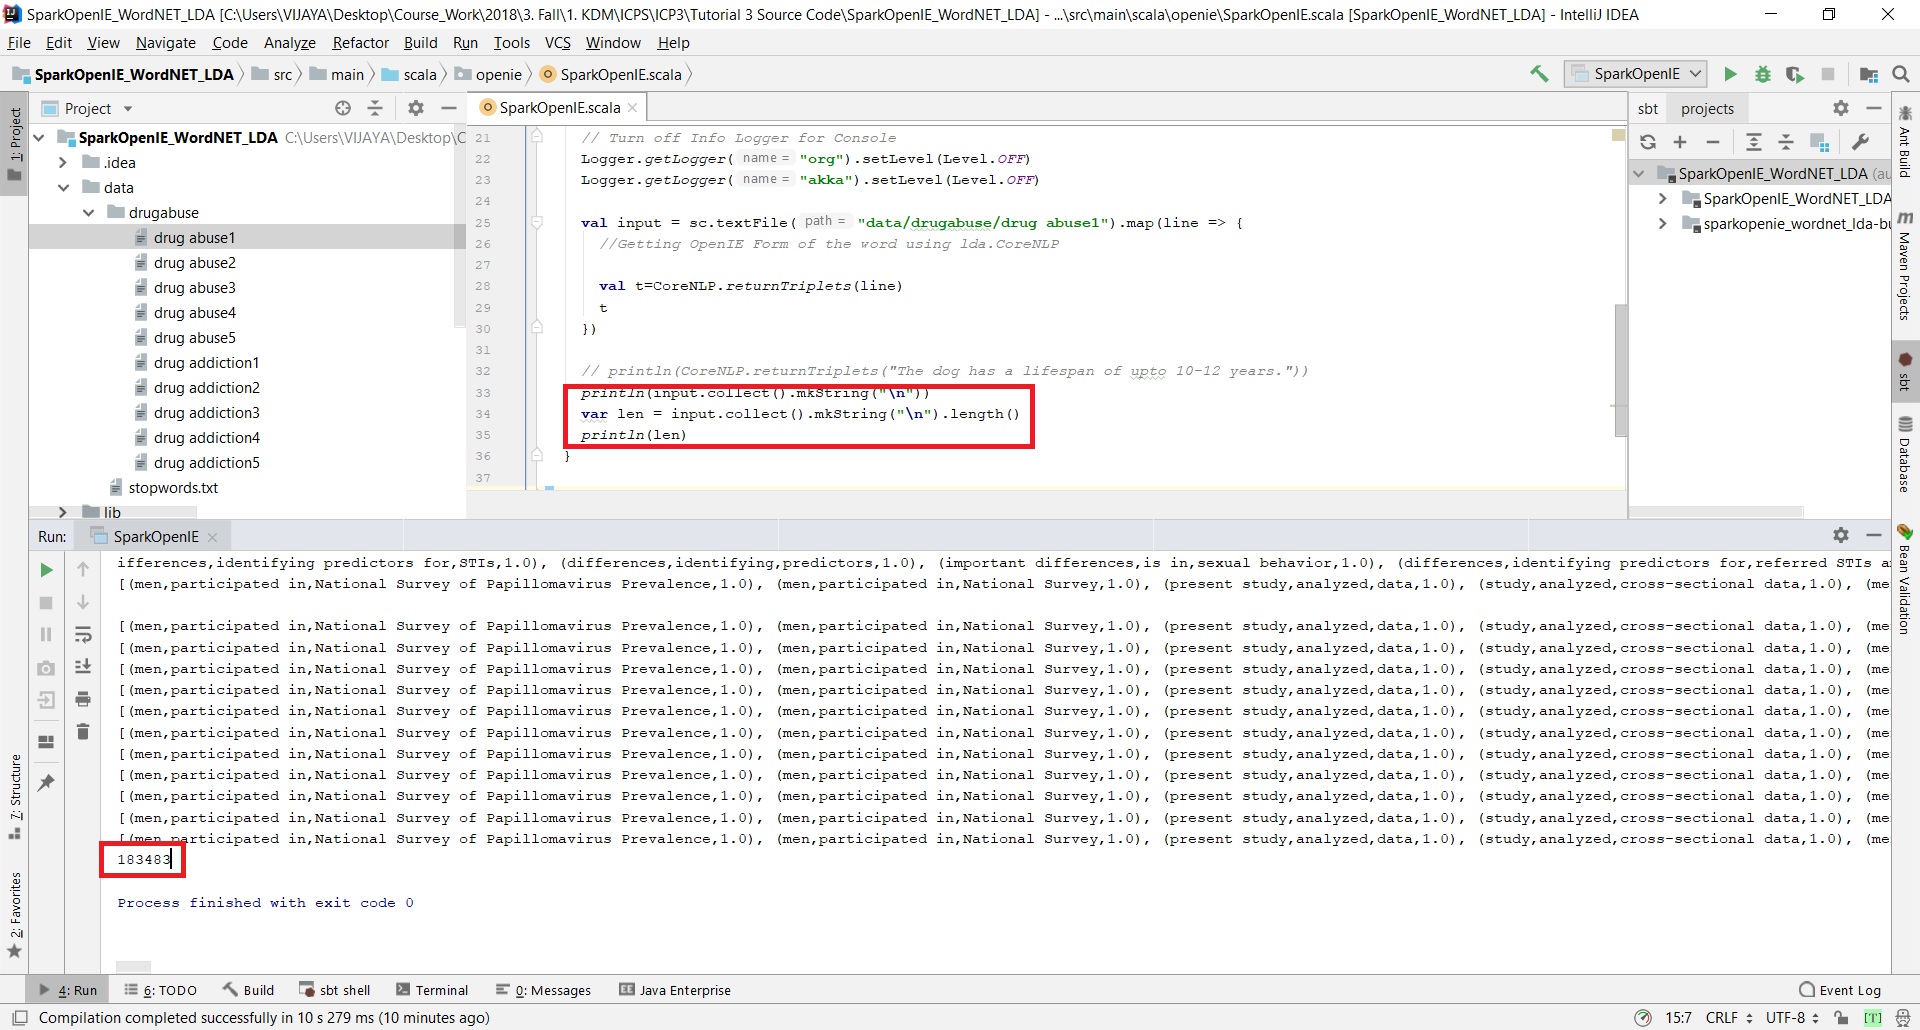 SparkOpenIE_WordNET_LDA [C:\Users\VIJAYA\Desktop\Course_Work\2018\3. Fall\1. KDM\ICPS\ICP3\Tutorial 3 Source Code\SparkOpenIE_WordNET_LDA] - ...\src\main\scala\openie\SparkOpenIE.scala [SparkOpenIE_WordNET_LDA] - IntelliJ IDEA
File Edit View Navigate Code Analyze Refactor Build Run Tools VCS Window Help
SparkOpenIE_WordNET_LDA src main scala openie SparkOpenIE.scala
SparkOpenIE
Project
SparkOpenIE.scala
sbt projects
1: Project
SparkOpenIE_WordNET_LDA C:\Users\VIJAYA\Desktop\C
.idea
data
drugabuse
drug abuse1
drug abuse2
drug abuse3
drug abuse4
drug abuse5
drug addiction1
drug addiction2
drug addiction3
drug addiction4
drug addiction5
stopwords.txt
lib
21 // Turn off Info Logger for Console
22 Logger.getLogger( name = "org").setLevel(Level.OFF)
23 Logger.getLogger( name = "akka").setLevel(Level.OFF)
24
25 val input = sc.textFile( path = "data/drugabuse/drug abuse1").map(line => {
26 //Getting OpenIE Form of the word using lda.CoreNLP
27
28 val t=CoreNLP.returnTriplets(line)
29 t
30 })
31
32 // println(CoreNLP.returnTriplets("The dog has a lifespan of upto 10-12 years."))
33 println(input.collect().mkString("\n"))
34 var len = input.collect().mkString("\n").length()
35 println(len)
36 }
37
SparkOpenIE_WordNET_LDA (au
SparkOpenIE_WordNET_LDA
sparkopenie_wordnet_lda-bu
Ant Build
Maven Projects
sbt
Database
Bean Validation
Run: SparkOpenIE
ifferences,identifying predictors for,STIs,1.0), (differences,identifying,predictors,1.0), (important differences,is in,sexual behavior,1.0), (differences,identifying predictors for,referred STIs a
[(men,participated in,National Survey of Papillomavirus Prevalence,1.0), (men,participated in,National Survey,1.0), (present study,analyzed,data,1.0), (study,analyzed,cross-sectional data,1.0), (me
[(men,participated in,National Survey of Papillomavirus Prevalence,1.0), (men,participated in,National Survey,1.0), (present study,analyzed,data,1.0), (study,analyzed,cross-sectional data,1.0), (me
[(men,participated in,National Survey of Papillomavirus Prevalence,1.0), (men,participated in,National Survey,1.0), (present study,analyzed,data,1.0), (study,analyzed,cross-sectional data,1.0), (me
[(men,participated in,National Survey of Papillomavirus Prevalence,1.0), (men,participated in,National Survey,1.0), (present study,analyzed,data,1.0), (study,analyzed,cross-sectional data,1.0), (me
[(men,participated in,National Survey of Papillomavirus Prevalence,1.0), (men,participated in,National Survey,1.0), (present study,analyzed,data,1.0), (study,analyzed,cross-sectional data,1.0), (me
[(men,participated in,National Survey of Papillomavirus Prevalence,1.0), (men,participated in,National Survey,1.0), (present study,analyzed,data,1.0), (study,analyzed,cross-sectional data,1.0), (me
[(men,participated in,National Survey of Papillomavirus Prevalence,1.0), (men,participated in,National Survey,1.0), (present study,analyzed,data,1.0), (study,analyzed,cross-sectional data,1.0), (me
[(men,participated in,National Survey of Papillomavirus Prevalence,1.0), (men,participated in,National Survey,1.0), (present study,analyzed,data,1.0), (study,analyzed,cross-sectional data,1.0), (me
[(men,participated in,National Survey of Papillomavirus Prevalence,1.0), (men,participated in,National Survey,1.0), (present study,analyzed,data,1.0), (study,analyzed,cross-sectional data,1.0), (me
[(men,participated in,National Survey of Papillomavirus Prevalence,1.0), (men,participated in,National Survey,1.0), (present study,analyzed,data,1.0), (study,analyzed,cross-sectional data,1.0), (me
[(men,participated in,National Survey of Papillomavirus Prevalence,1.0), (men,participated in,National Survey,1.0), (present study,analyzed,data,1.0), (study,analyzed,cross-sectional data,1.0), (me
[(men,participated in,National Survey of Papillomavirus Prevalence,1.0), (men,participated in,National Survey,1.0), (present study,analyzed,data,1.0), (study,analyzed,cross-sectional data,1.0), (me
183483
Process finished with exit code 0
7: Structure
2: Favorites
4: Run 6: TODO Build sbt shell Terminal 0: Messages Java Enterprise Event Log
Compilation completed successfully in 10 s 279 ms (10 minutes ago) 15:7 CRLF UTF-8 [T]